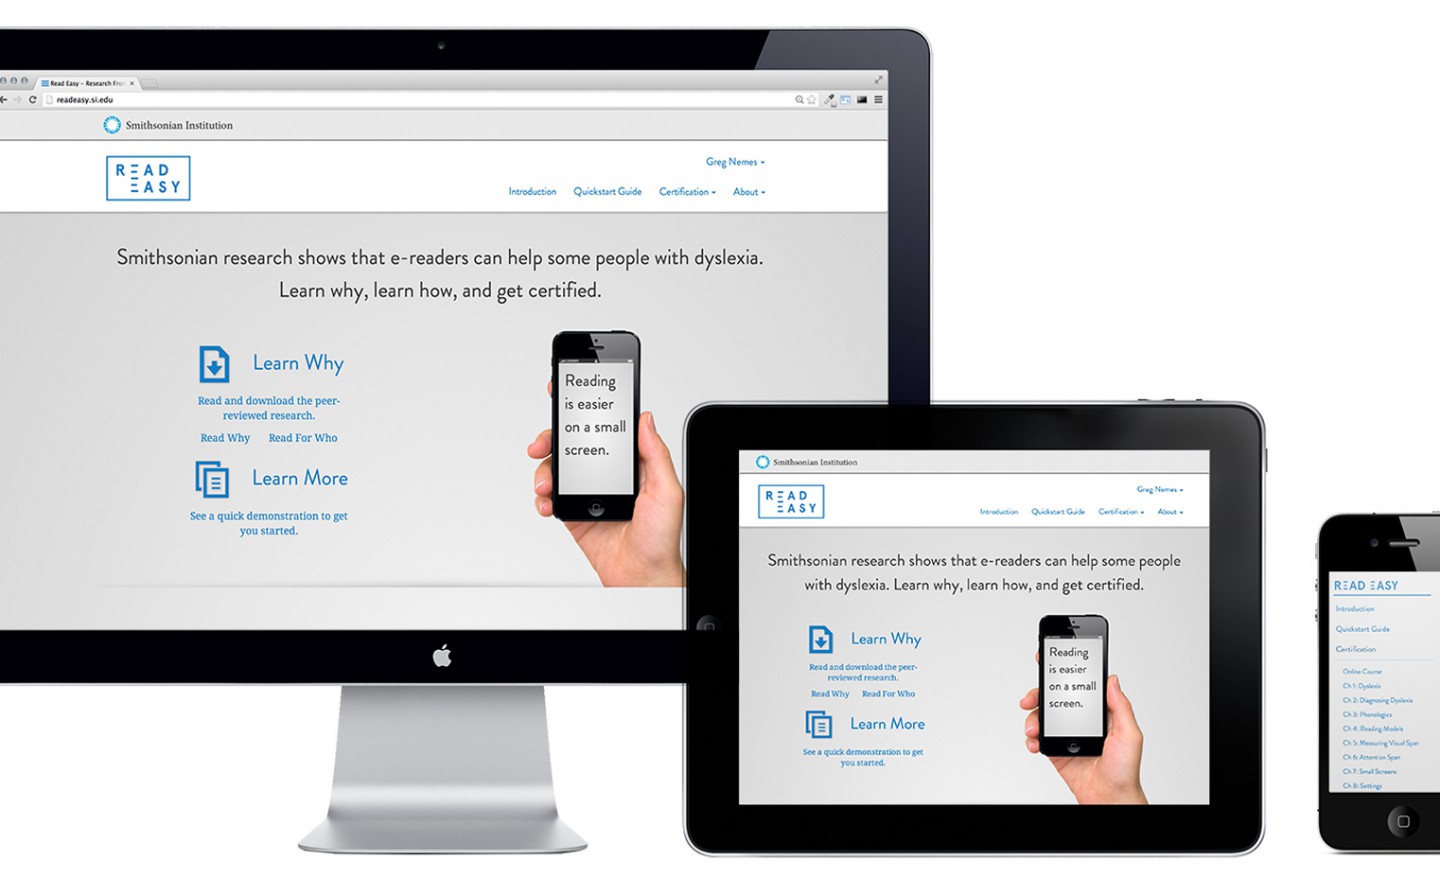 Read Easy – Research Fro
readeasy.si.edu
Smithsonian Institution
READ
EASY
Greg Nemes
Introduction Quickstart Guide Certification About
Smithsonian research shows that e-readers can help some people with dyslexia.
Learn why, learn how, and get certified.
Learn Why
Read and download the peer-
reviewed research.
Read Why Read For Who
Learn More
See a quick demonstration to get
you started.
Reading
is easier
on a small
screen.
Smithsonian Institution
READ
EASY
Greg Nemes
Introduction Quickstart Guide Certification About
Smithsonian research shows that e-readers can help some people
with dyslexia. Learn why, learn how, and get certified.
Learn Why
Read and download the peer-
reviewed research.
Read Why Read For Who
Learn More
See a quick demonstration to get
you started.
Reading
is easier
on a small
screen.
READ EASY
Introduction
Quickstart Guide
Certification
Online Course
Ch 1: Dyslexia
Ch 2: Diagnosing Dyslexia
Ch 3: Phonologics
Ch 4: Reading Models
Ch 5: Measuring Visual Span
Ch 6: Attention Span
Ch 7: Small Screens
Ch 8: Settings